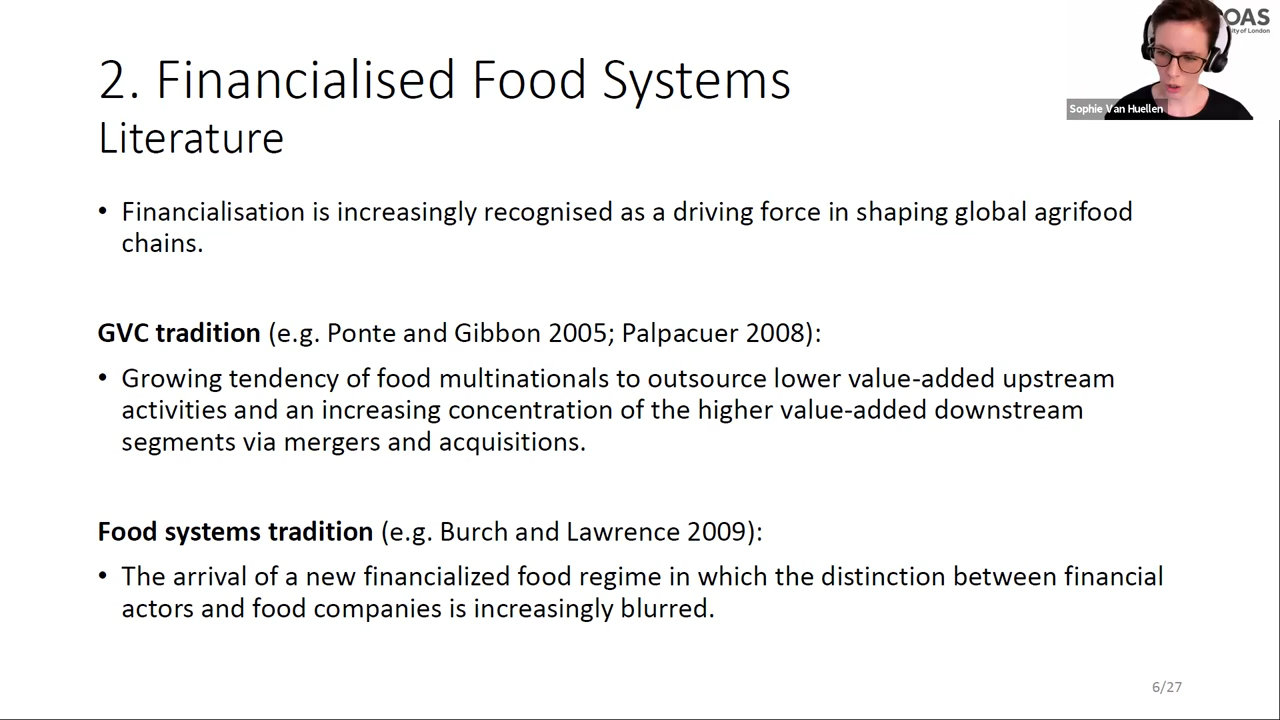 OAS
ity of London
Sophie Van Huellen
2. Financialised Food Systems
Literature
• Financialisation is increasingly recognised as a driving force in shaping global agrifood
chains.
GVC tradition (e.g. Ponte and Gibbon 2005; Palpacuer 2008):
• Growing tendency of food multinationals to outsource lower value-added upstream
activities and an increasing concentration of the higher value-added downstream
segments via mergers and acquisitions.
Food systems tradition (e.g. Burch and Lawrence 2009):
• The arrival of a new financialized food regime in which the distinction between financial
actors and food companies is increasingly blurred.
6/27